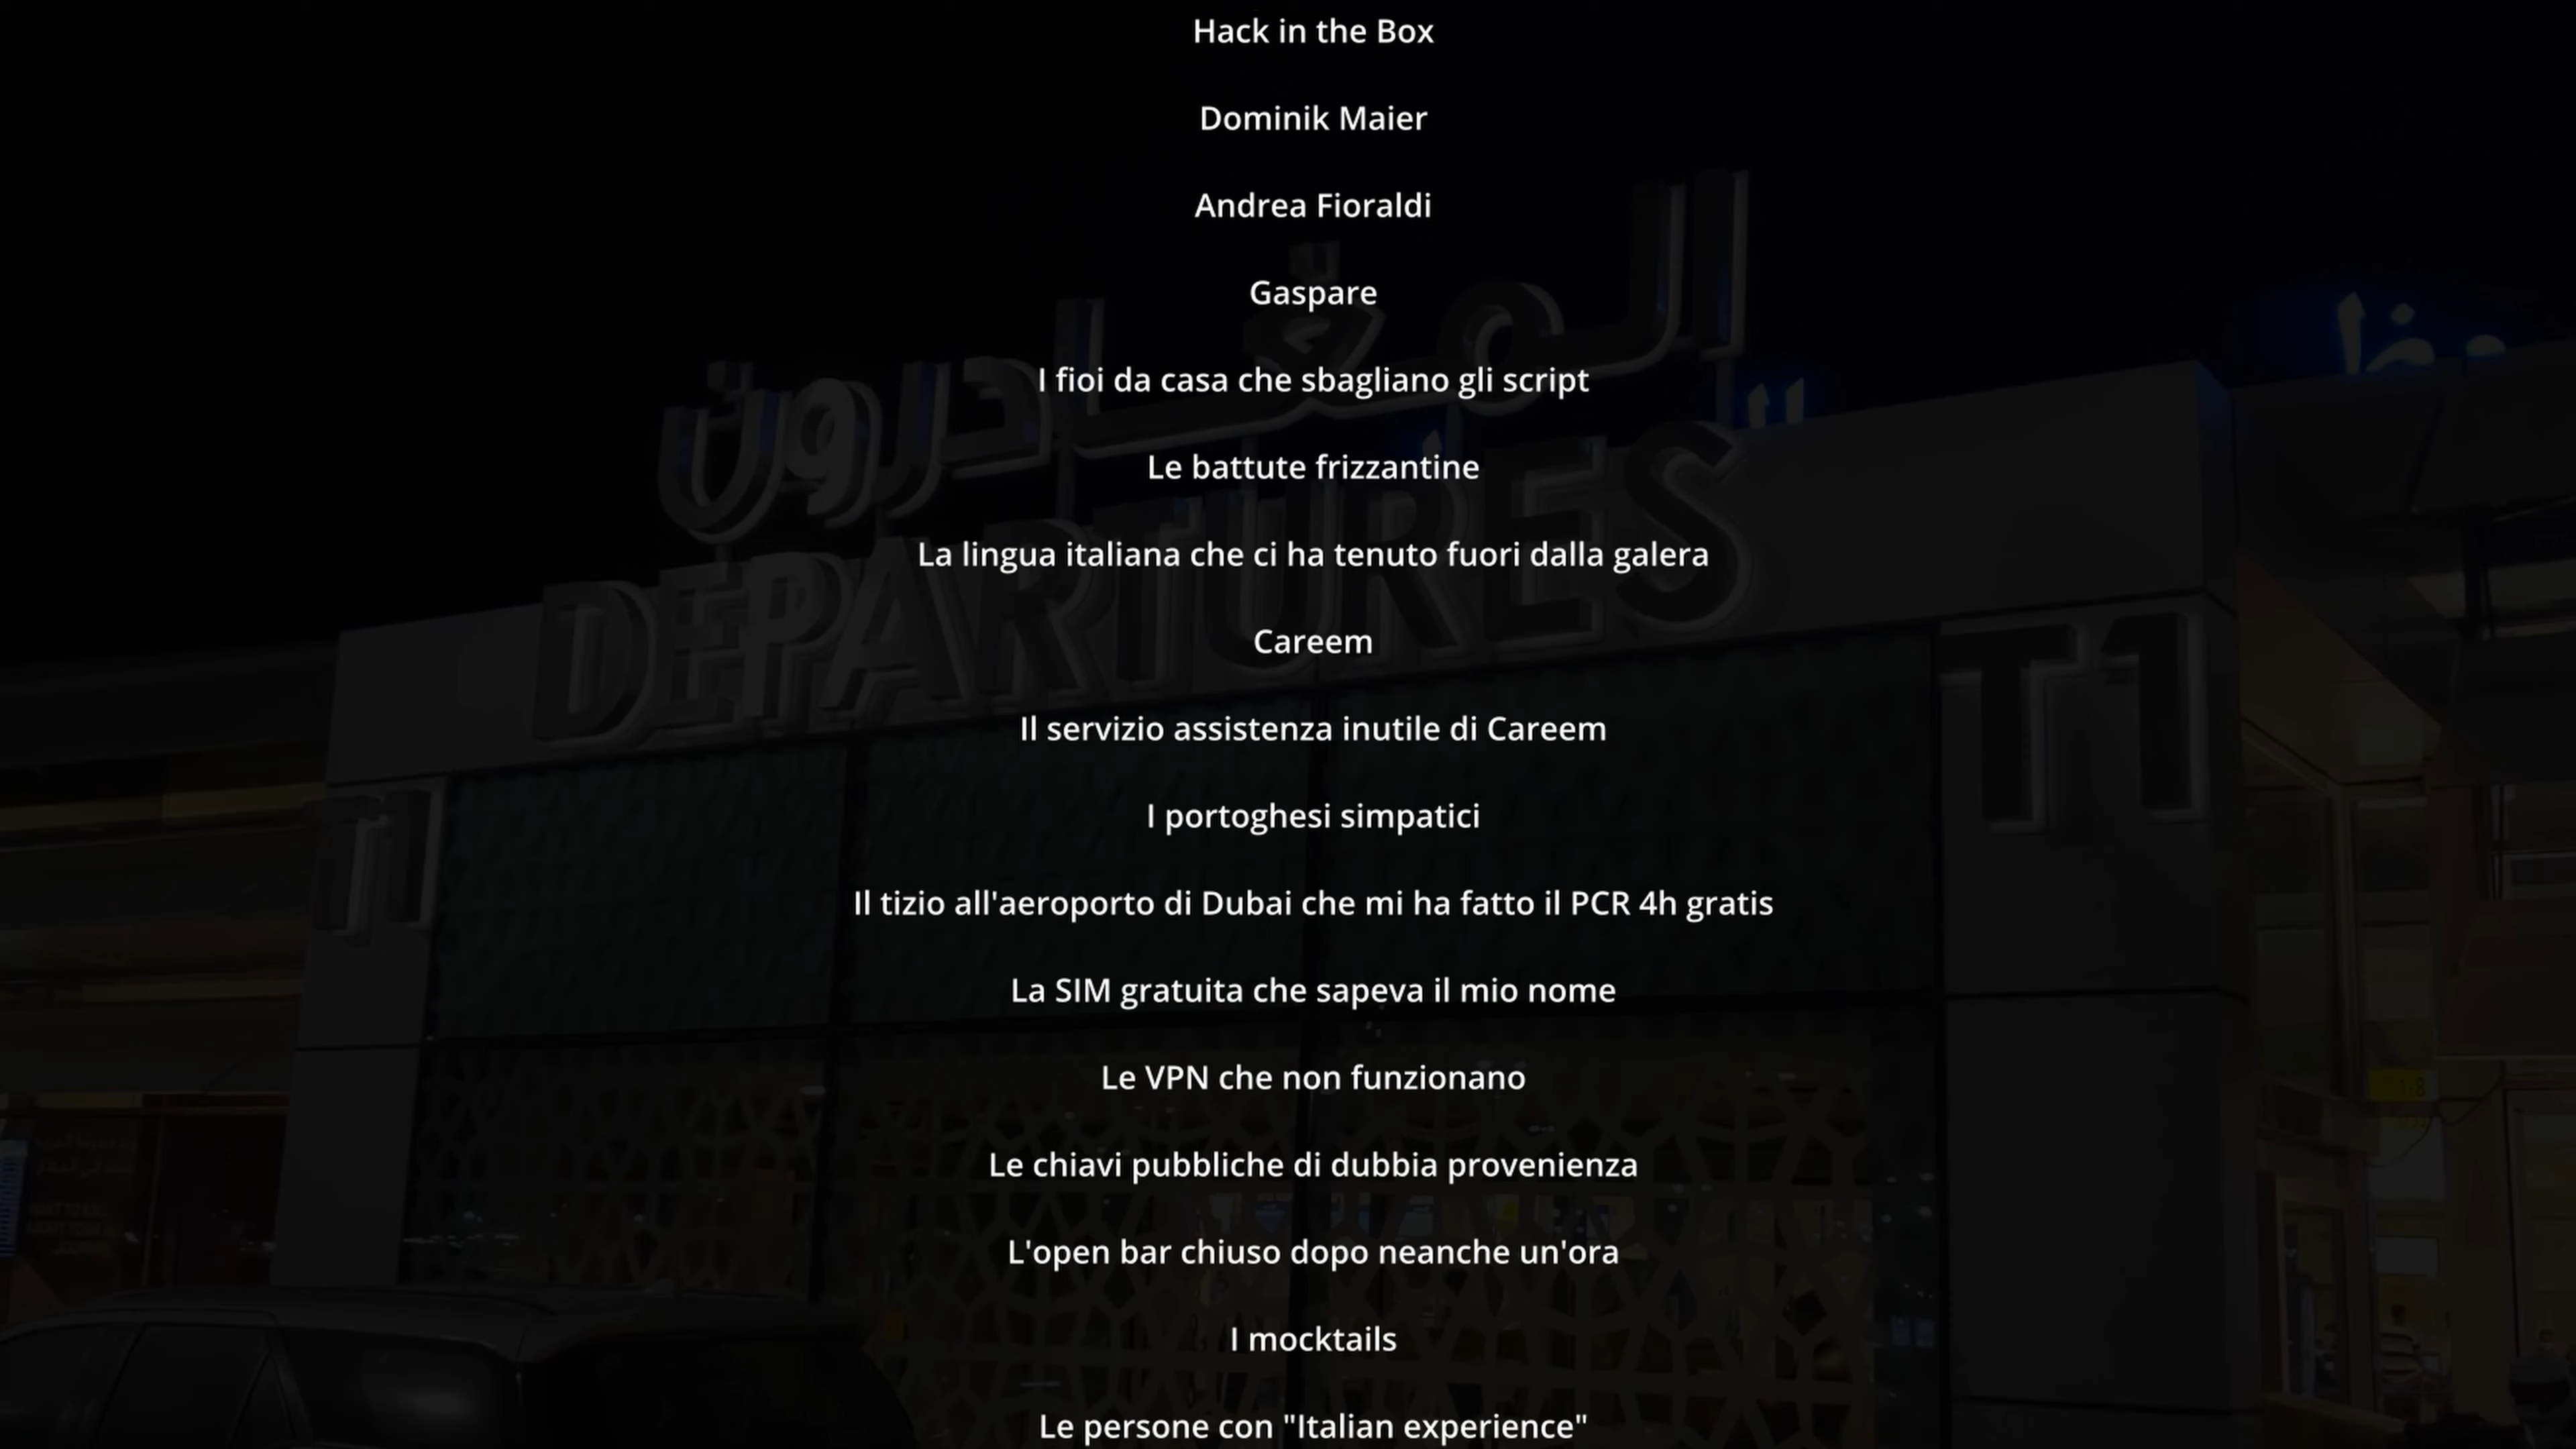 Hack in the Box
Dominik Maier
Andrea Fioraldi
Gaspare
I fioi da casa che sbagliano gli script
Le battute frizzantine
La lingua italiana che ci ha tenuto fuori dalla galera
Careem
Il servizio assistenza inutile di Careem
I portoghesi simpatici
Il tizio all'aeroporto di Dubai che mi ha fatto il PCR 4h gratis
La SIM gratuita che sapeva il mio nome
Le VPN che non funzionano
Le chiavi pubbliche di dubbia provenienza
L'open bar chiuso dopo neanche un'ora
I mocktails
Le persone con "Italian experience"
المغادرون
DEPARTURES
T1
T1